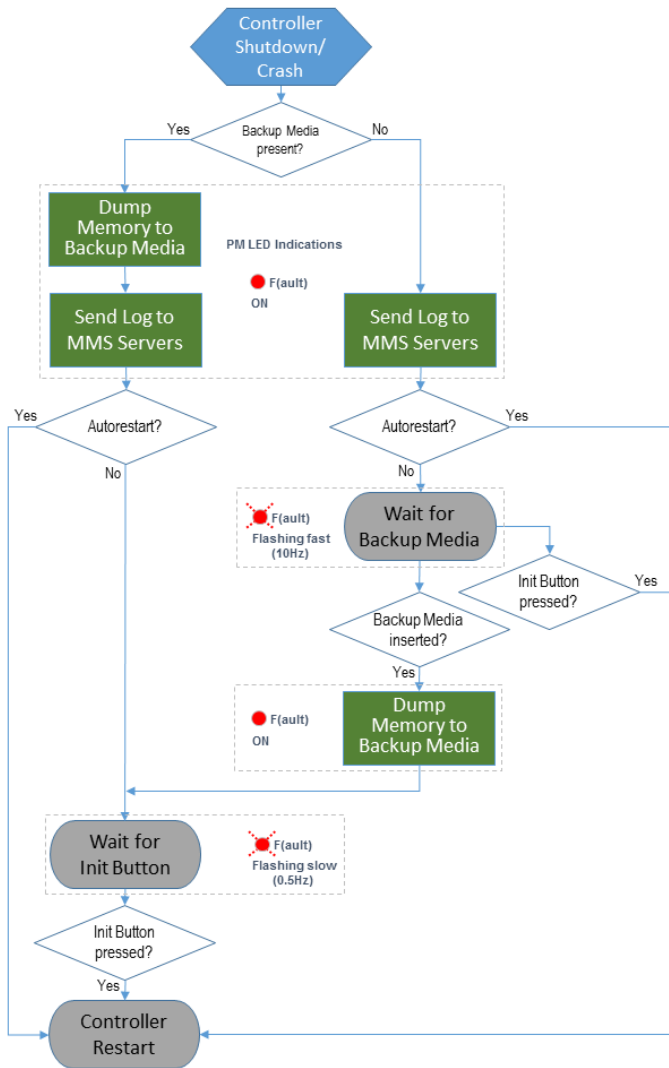 Controller
Shutdown/
Crash
Yes
Backup Media
present?
No
Dump
Memory to
Backup Media
PM LED Indications
F(ault)
ON
Send Log to
MMS Servers
Send Log to
MMS Servers
Yes
Autorestart?
No
Autorestart?
Yes
No
F(ault)
Flashing fast
(10Hz)
Wait for
Backup Media
Init Button
pressed?
Yes
Backup Media
inserted?
Yes
F(ault)
ON
Dump
Memory to
Backup Media
Wait for
Init Button
F(ault)
Flashing slow
(0.5Hz)
Init Button
pressed?
Yes
Controller
Restart